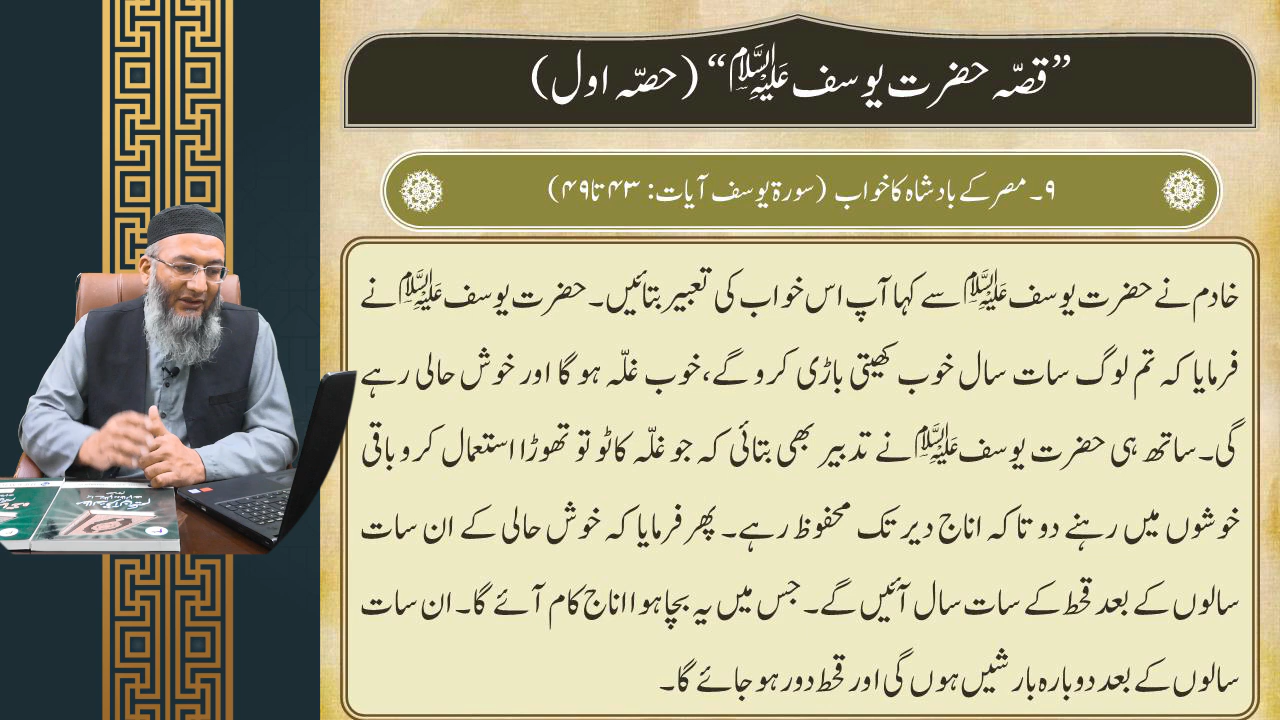 ”قصّہ حضرت یوسف علیہ السلام“ (حصّہ اول)
۹۔ مصر کے بادشاہ کا خواب (سورۃ یوسف آیات: ۴۳ تا ۴۹)
خادم نے حضرت یوسف علیہ السلام سے کہا آپ اس خواب کی تعبیر بتائیں۔ حضرت یوسف علیہ السلام نے
فرمایا کہ تم لوگ سات سال خوب کھیتی باڑی کرو گے، خوب غلّہ ہو گا اور خوش حالی رہے
گی۔ ساتھ ہی حضرت یوسف علیہ السلام نے تدبیر بھی بتائی کہ جو غلّہ کاٹو تو تھوڑا استعمال کرو باقی
خوشوں میں رہنے دو تاکہ اناج دیر تک محفوظ رہے۔ پھر فرمایا کہ خوش حالی کے ان سات
سالوں کے بعد قحط کے سات سال آئیں گے۔ جس میں یہ بچا ہوا اناج کام آئے گا۔ ان سات
سالوں کے بعد دوبارہ بارشیں ہوں گی اور قحط دور ہو جائے گا۔